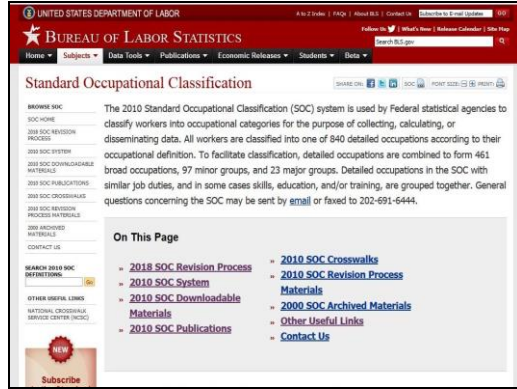 UNITED STATES DEPARTMENT OF LABOR
A to Z Index | FAQs | About BLS | Contact Us Subscribe to E-mail Updates GO
Follow Us | What's New | Release Calendar | Site Map
BUREAU OF LABOR STATISTICS
Search BLS.gov
Home Subjects Data Tools Publications Economic Releases Students Beta
Standard Occupational Classification
SHARE ON: SOC FONT SIZE: PRINT:
BROWSE SOC
SOC HOME
2018 SOC REVISION
PROCESS
2010 SOC SYSTEM
2010 SOC DOWNLOADABLE
MATERIALS
2010 SOC PUBLICATIONS
2010 SOC CROSSWALKS
2010 SOC REVISION
PROCESS MATERIALS
2000 ARCHIVED
MATERIALS
CONTACT US
SEARCH 2010 SOC
DEFINITIONS:
Go
OTHER USEFUL LINKS
NATIONAL CROSSWALK
SERVICE CENTER (NCSC)
NEW
Subscribe
The 2010 Standard Occupational Classification (SOC) system is used by Federal statistical agencies to
classify workers into occupational categories for the purpose of collecting, calculating, or
disseminating data. All workers are classified into one of 840 detailed occupations according to their
occupational definition. To facilitate classification, detailed occupations are combined to form 461
broad occupations, 97 minor groups, and 23 major groups. Detailed occupations in the SOC with
similar job duties, and in some cases skills, education, and/or training, are grouped together. General
questions concerning the SOC may be sent by email or faxed to 202-691-6444.
On This Page
» 2018 SOC Revision Process
» 2010 SOC System
» 2010 SOC Downloadable
Materials
» 2010 SOC Publications
» 2010 SOC Crosswalks
» 2010 SOC Revision Process
Materials
» 2000 SOC Archived Materials
» Other Useful Links
» Contact Us